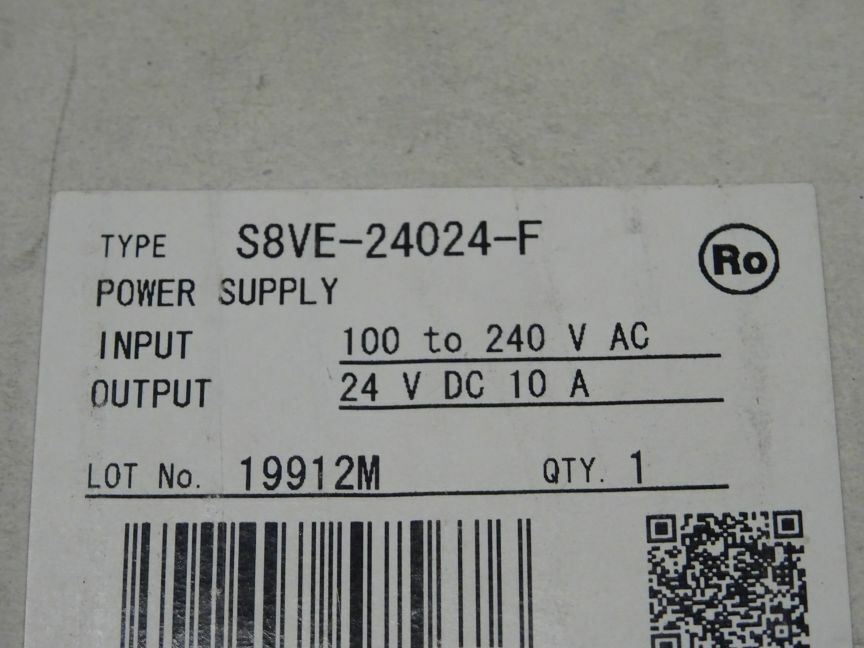 TYPE S8VE-24024-F
Ro
POWER SUPPLY
INPUT 100 to 240 V AC
OUTPUT 24 V DC 10 A
LOT No. 19912M QTY. 1